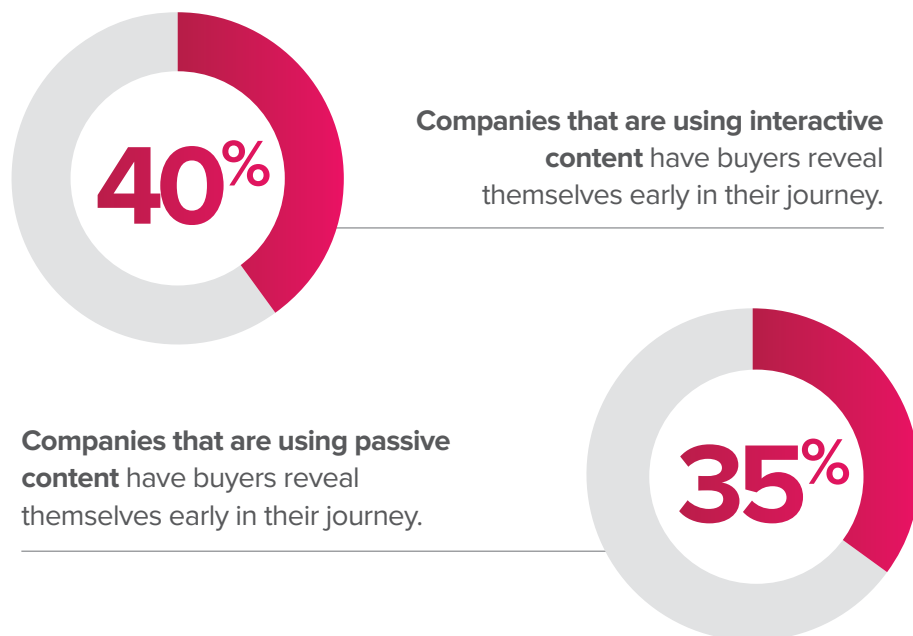 40%
Companies that are using interactive
content have buyers reveal
themselves early in their journey.
Companies that are using passive
content have buyers reveal
themselves early in their journey.
35%